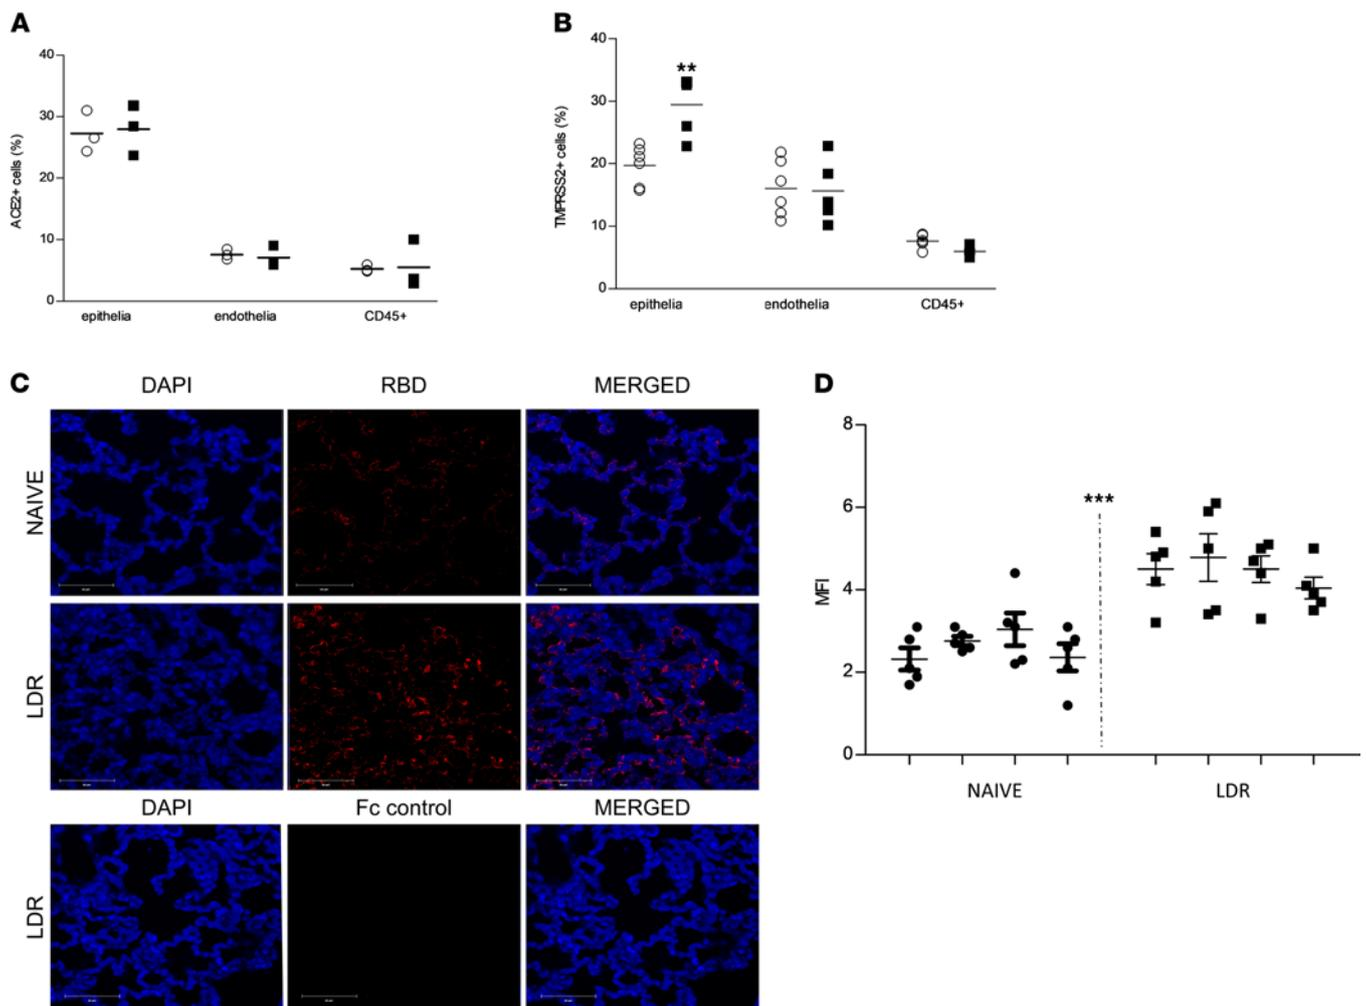 A
ACE2+ cells (%)
40
30
20
10
0
epithelia endothelia CD45+
B
TMPRSS2+ cells (%)
40
30
20
10
0
**
epithelia endothelia CD45+
C
DAPI RBD MERGED
NAIVE
LDR
DAPI Fc control MERGED
LDR
D
MFI
8
6
4
2
0
***
NAIVE LDR